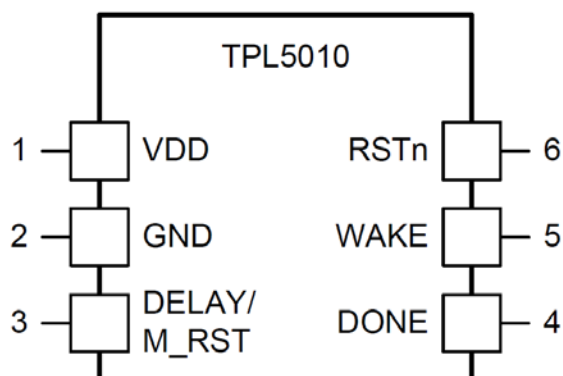 TPL5010
1 VDD RSTn 6
2 GND WAKE 5
3 DELAY/
M_RST DONE 4